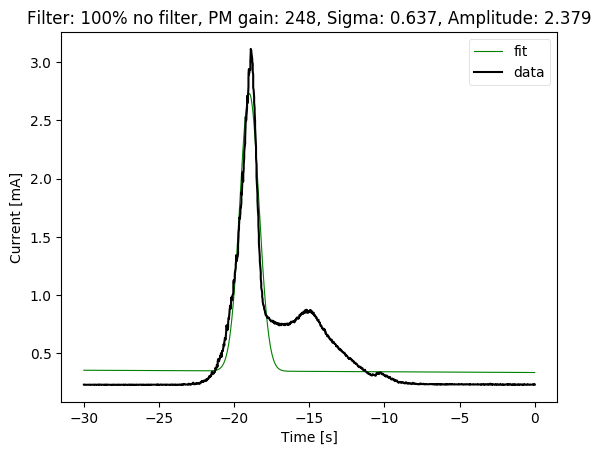 Filter: 100% no filter, PM gain: 248, Sigma: 0.637, Amplitude: 2.379
fit
data
3.0
2.5
2.0
1.5
1.0
0.5
Current [mA]
−30
−25
−20
−15
−10
−5
0
Time [s]